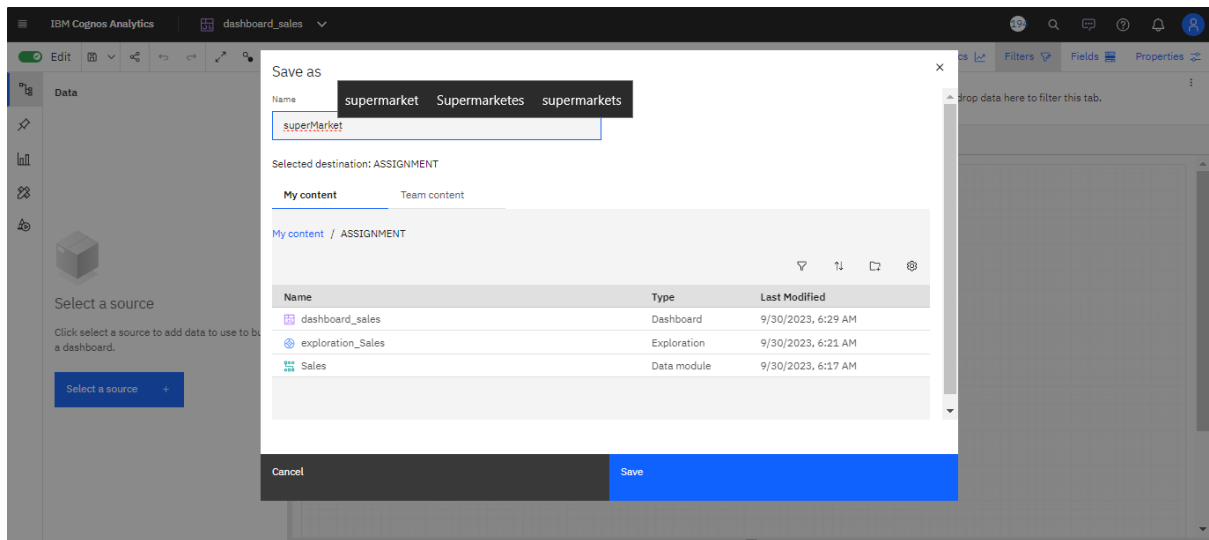 IBM Cognos Analytics
dashboard_sales
194
Edit
cs
Filters
Fields
Properties
Data
drop data here to filter this tab.
Save as
Name
supermarket Supermarketes supermarkets
superMarket
Selected destination: ASSIGNMENT
My content
Team content
My content / ASSIGNMENT
Name Type Last Modified
dashboard_sales Dashboard 9/30/2023, 6:29 AM
exploration_Sales Exploration 9/30/2023, 6:21 AM
Sales Data module 9/30/2023, 6:17 AM
Select a source
Click select a source to add data to use to bu
a dashboard.
Select a source +
Cancel
Save